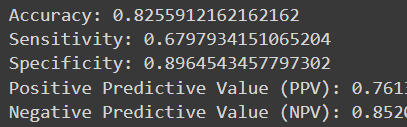 Accuracy: 0.8255912162162162
Sensitivity: 0.6797934151065204
Specificity: 0.8964543457797302
Positive Predictive Value (PPV): 0.761
Negative Predictive Value (NPV): 0.852